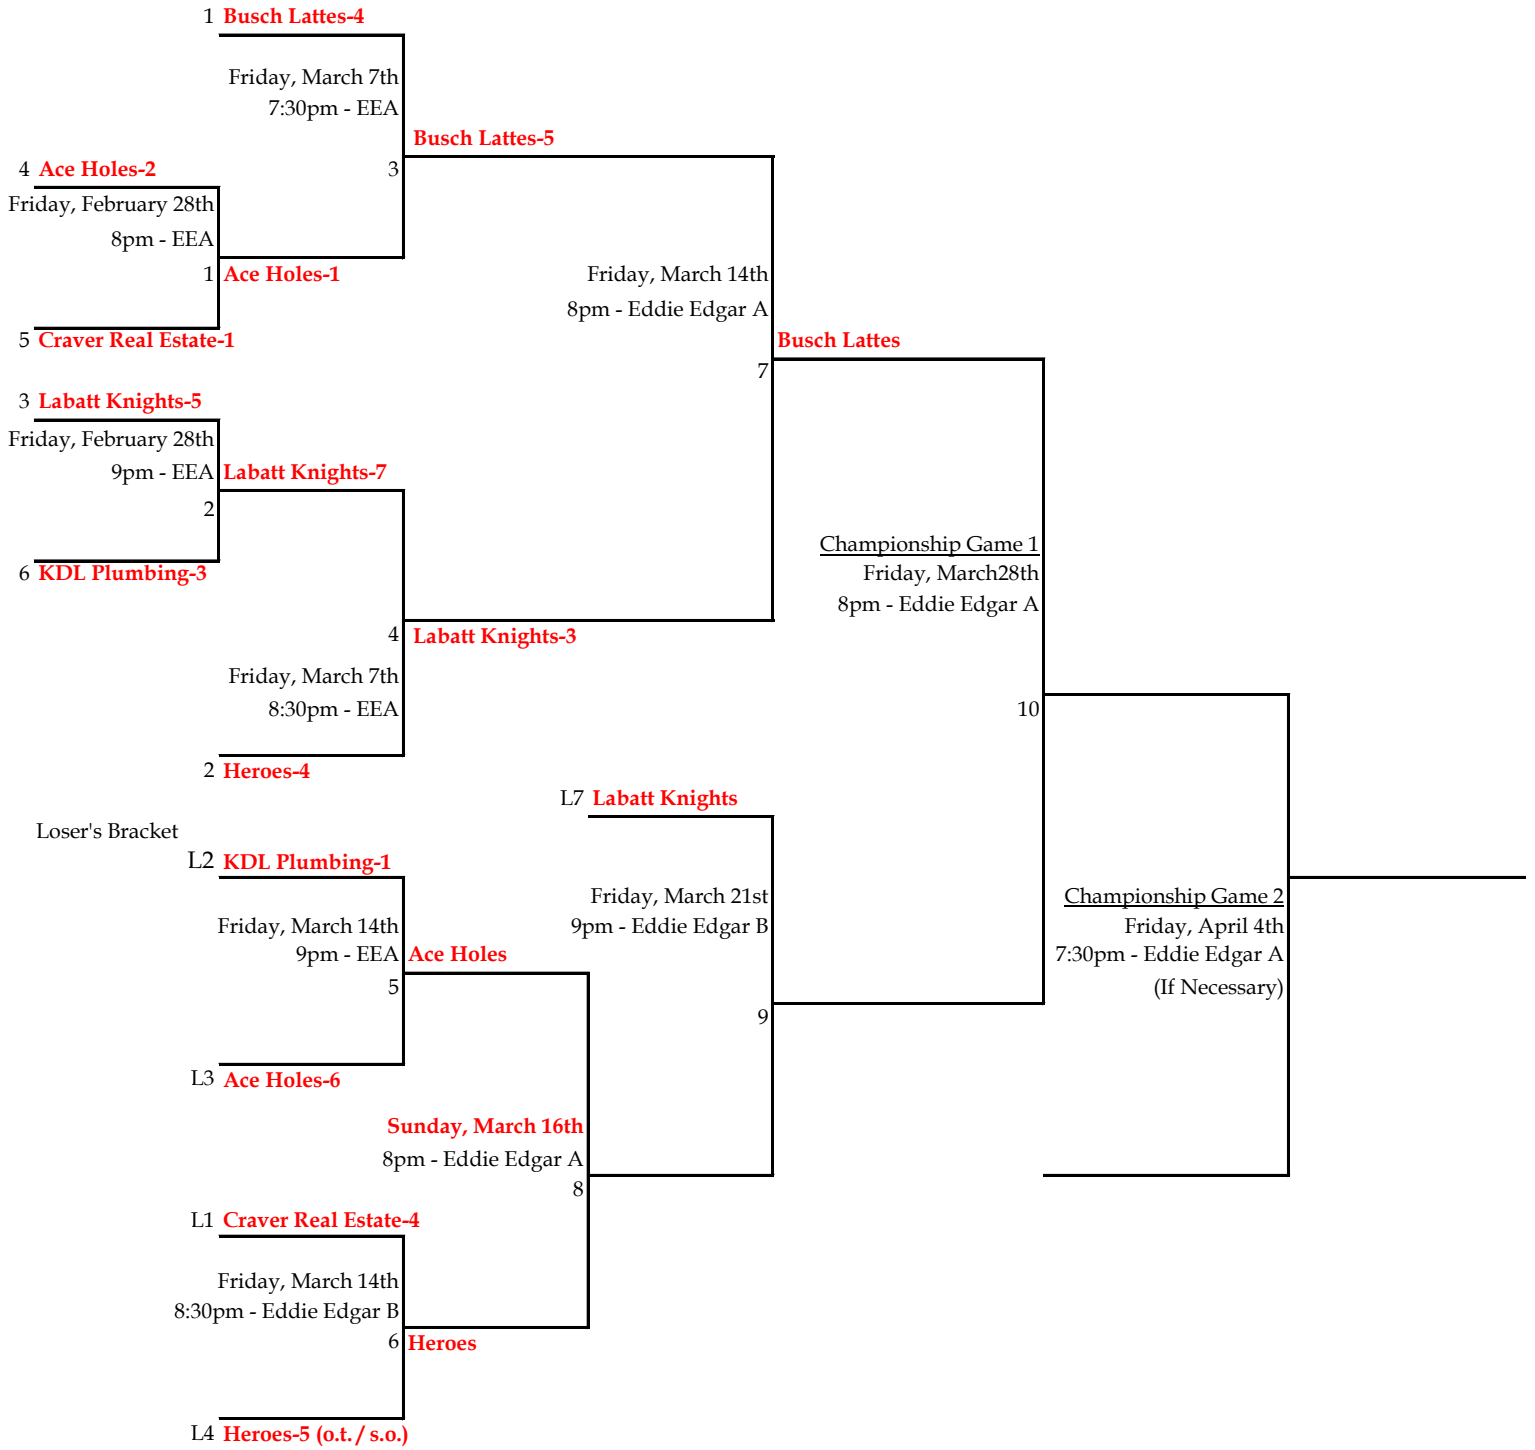 1 Busch Lattes-4
Friday, March 7th
7:30pm - EEA
Busch Lattes-5
3
4 Ace Holes-2
Friday, February 28th
8pm - EEA
1 Ace Holes-1
5 Craver Real Estate-1
Friday, March 14th
8pm - Eddie Edgar A
Busch Lattes
7
3 Labatt Knights-5
Friday, February 28th
9pm - EEA
Labatt Knights-7
2
6 KDL Plumbing-3
Championship Game 1
Friday, March28th
8pm - Eddie Edgar A
4 Labatt Knights-3
Friday, March 7th
8:30pm - EEA
10
2 Heroes-4
L7 Labatt Knights
Loser's Bracket
L2 KDL Plumbing-1
Friday, March 14th
9pm - EEA
Ace Holes
5
Friday, March 21st
9pm - Eddie Edgar B
Championship Game 2
Friday, April 4th
7:30pm - Eddie Edgar A
(If Necessary)
9
L3 Ace Holes-6
Sunday, March 16th
8pm - Eddie Edgar A
8
L1 Craver Real Estate-4
Friday, March 14th
8:30pm - Eddie Edgar B
6 Heroes
L4 Heroes-5 (o.t. / s.o.)